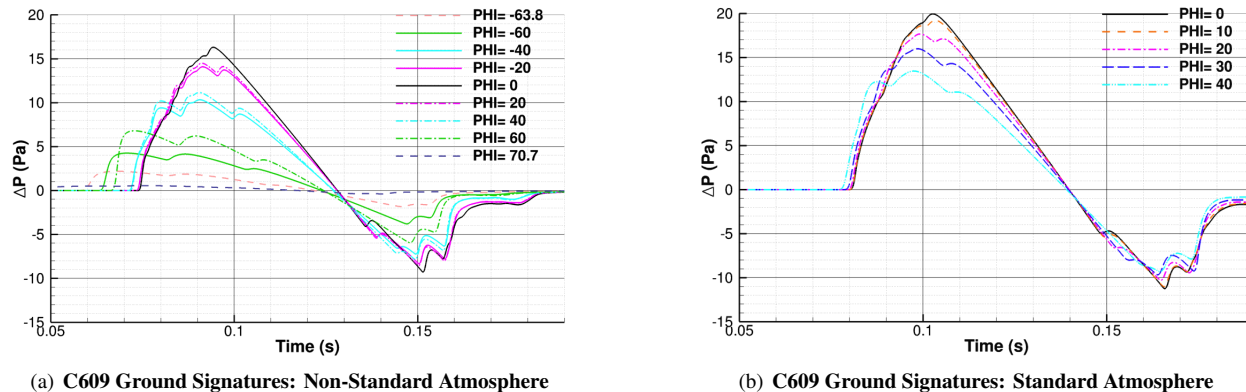 20
15
10
5
0
-5
-10
-15
ΔP (Pa)
0.05
0.1
0.15
Time (s)
PHI= -63.8
PHI= -60
PHI= -40
PHI= -20
PHI= 0
PHI= 20
PHI= 40
PHI= 60
PHI= 70.7
(a) C609 Ground Signatures: Non-Standard Atmosphere
20
15
10
5
0
-5
-10
-15
ΔP (Pa)
0.05
0.1
0.15
Time (s)
PHI= 0
PHI= 10
PHI= 20
PHI= 30
PHI= 40
(b) C609 Ground Signatures: Standard Atmosphere